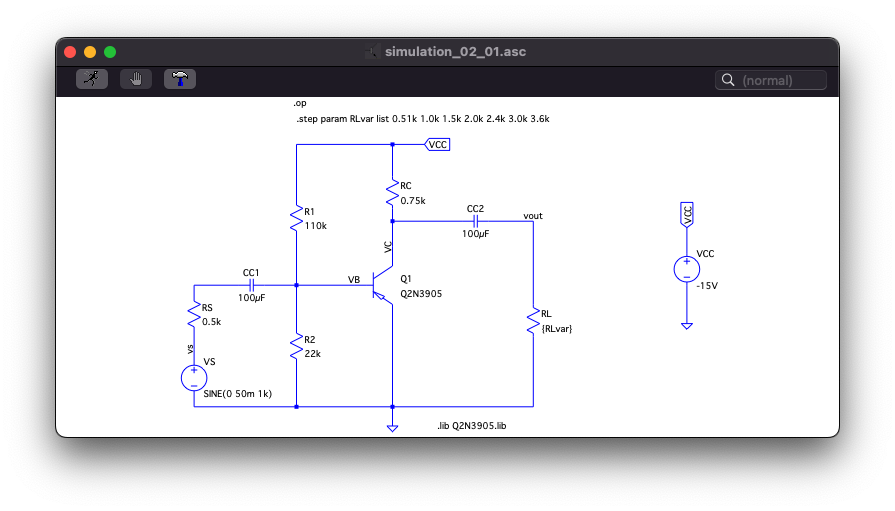 simulation_02_01.asc
(normal)
.op
.step param RLvar list 0.51k 1.0k 1.5k 2.0k 2.4k 3.0k 3.6k
VCC
RC
0.75k
R1
110k
CC2
100µF
vout
VC
VCC
VCC
-15V
CC1
100µF
VB
Q1
Q2N3905
RS
0.5k
RL
{RLvar}
R2
22k
vs
VS
SINE(0 50m 1k)
.lib Q2N3905.lib